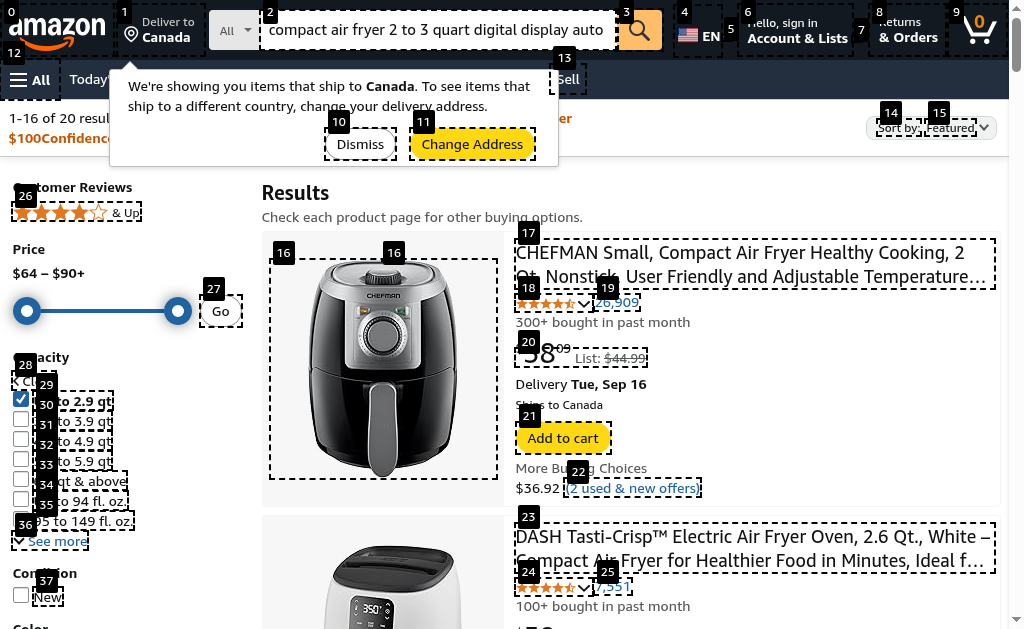 0
1
2
3
4
5
6
7
8
9
amazon
Deliver to
Canada
All
compact air fryer 2 to 3 quart digital display auto
EN
Hello, sign in
Account & Lists
Returns
& Orders
0
12
All
Today'
13
Sell
We're showing you items that ship to Canada. To see items that
ship to a different country, change your delivery address.
10
Dismiss
11
Change Address
1-16 of 20
er
$100Confidence
14
15
Sort by: Featured
26
Customer Reviews
& Up
Price
$64 – $90+
27
Go
Capacity
28
29
30
to 2.9 qt
31
to 3.9 qt
32
to 4.9 qt
33
to 5.9 qt
34
qt & above
35
to 94 fl. oz.
36
95 to 149 fl. oz.
See more
Condition
37
New
Results
Check each product page for other buying options.
16
16
CHEFMAN
17
CHEFMAN Small, Compact Air Fryer Healthy Cooking, 2
Qt, Nonstick, User Friendly and Adjustable Temperature...
18
19
26,909
300+ bought in past month
20
38 09 List: $44.99
Delivery Tue, Sep 16
Ships to Canada
21
Add to cart
22
More Buying Choices
$36.92 (2 used & new offers)
23
DASH Tasti-Crisp™ Electric Air Fryer Oven, 2.6 Qt., White –
Compact Air Fryer for Healthier Food in Minutes, Ideal f...
24
25
7,551
100+ bought in past month
350°